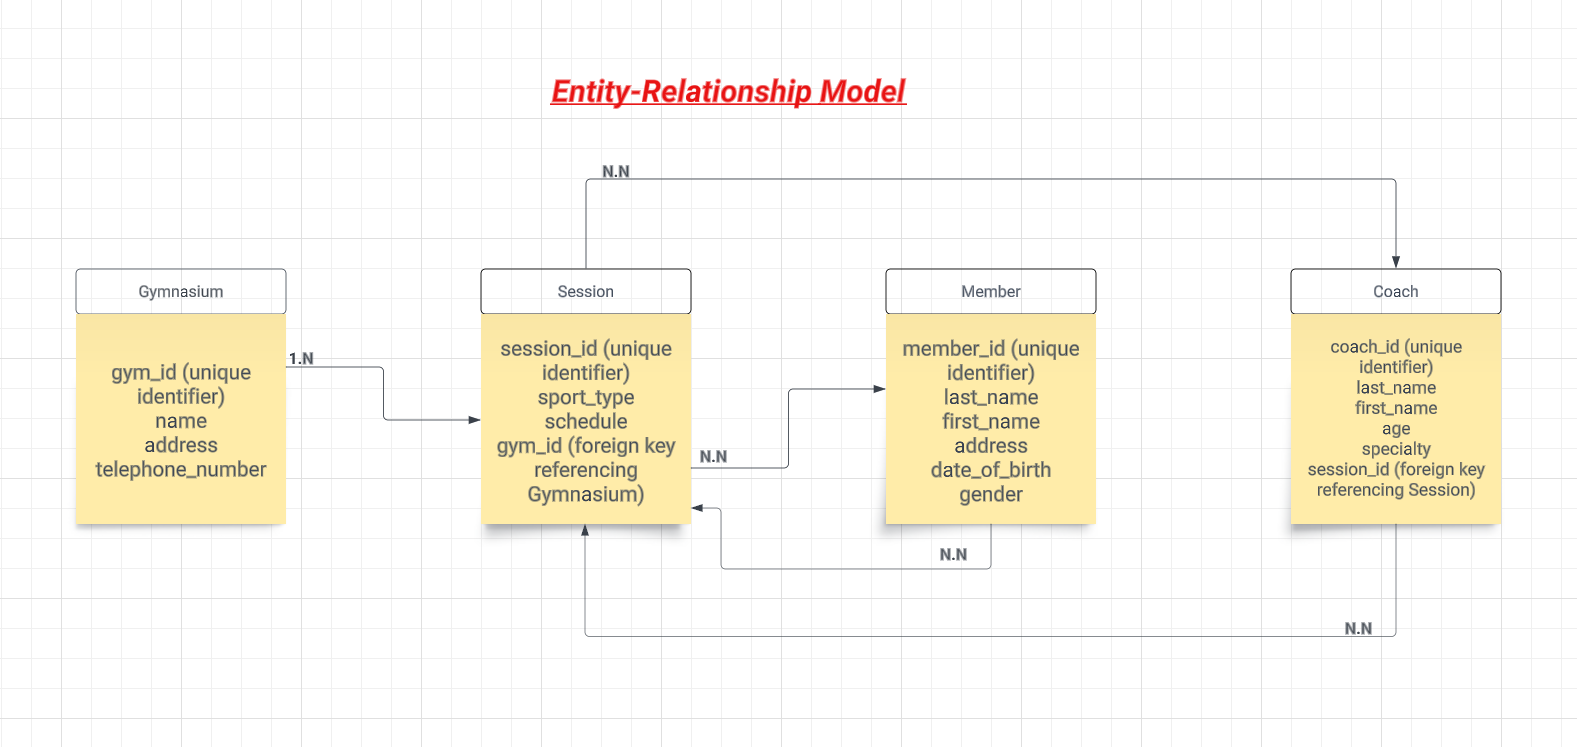 Entity-Relationship Model
N.N
Gymnasium
Session
Member
Coach
1.N
gym_id (unique
identifier)
name
address
telephone_number
session_id (unique
identifier)
sport_type
schedule
gym_id (foreign key
referencing
Gymnasium)
N.N
member_id (unique
identifier)
last_name
first_name
address
date_of_birth
gender
coach_id (unique
identifier)
last_name
first_name
age
specialty
session_id (foreign key
referencing Session)
N.N
N.N